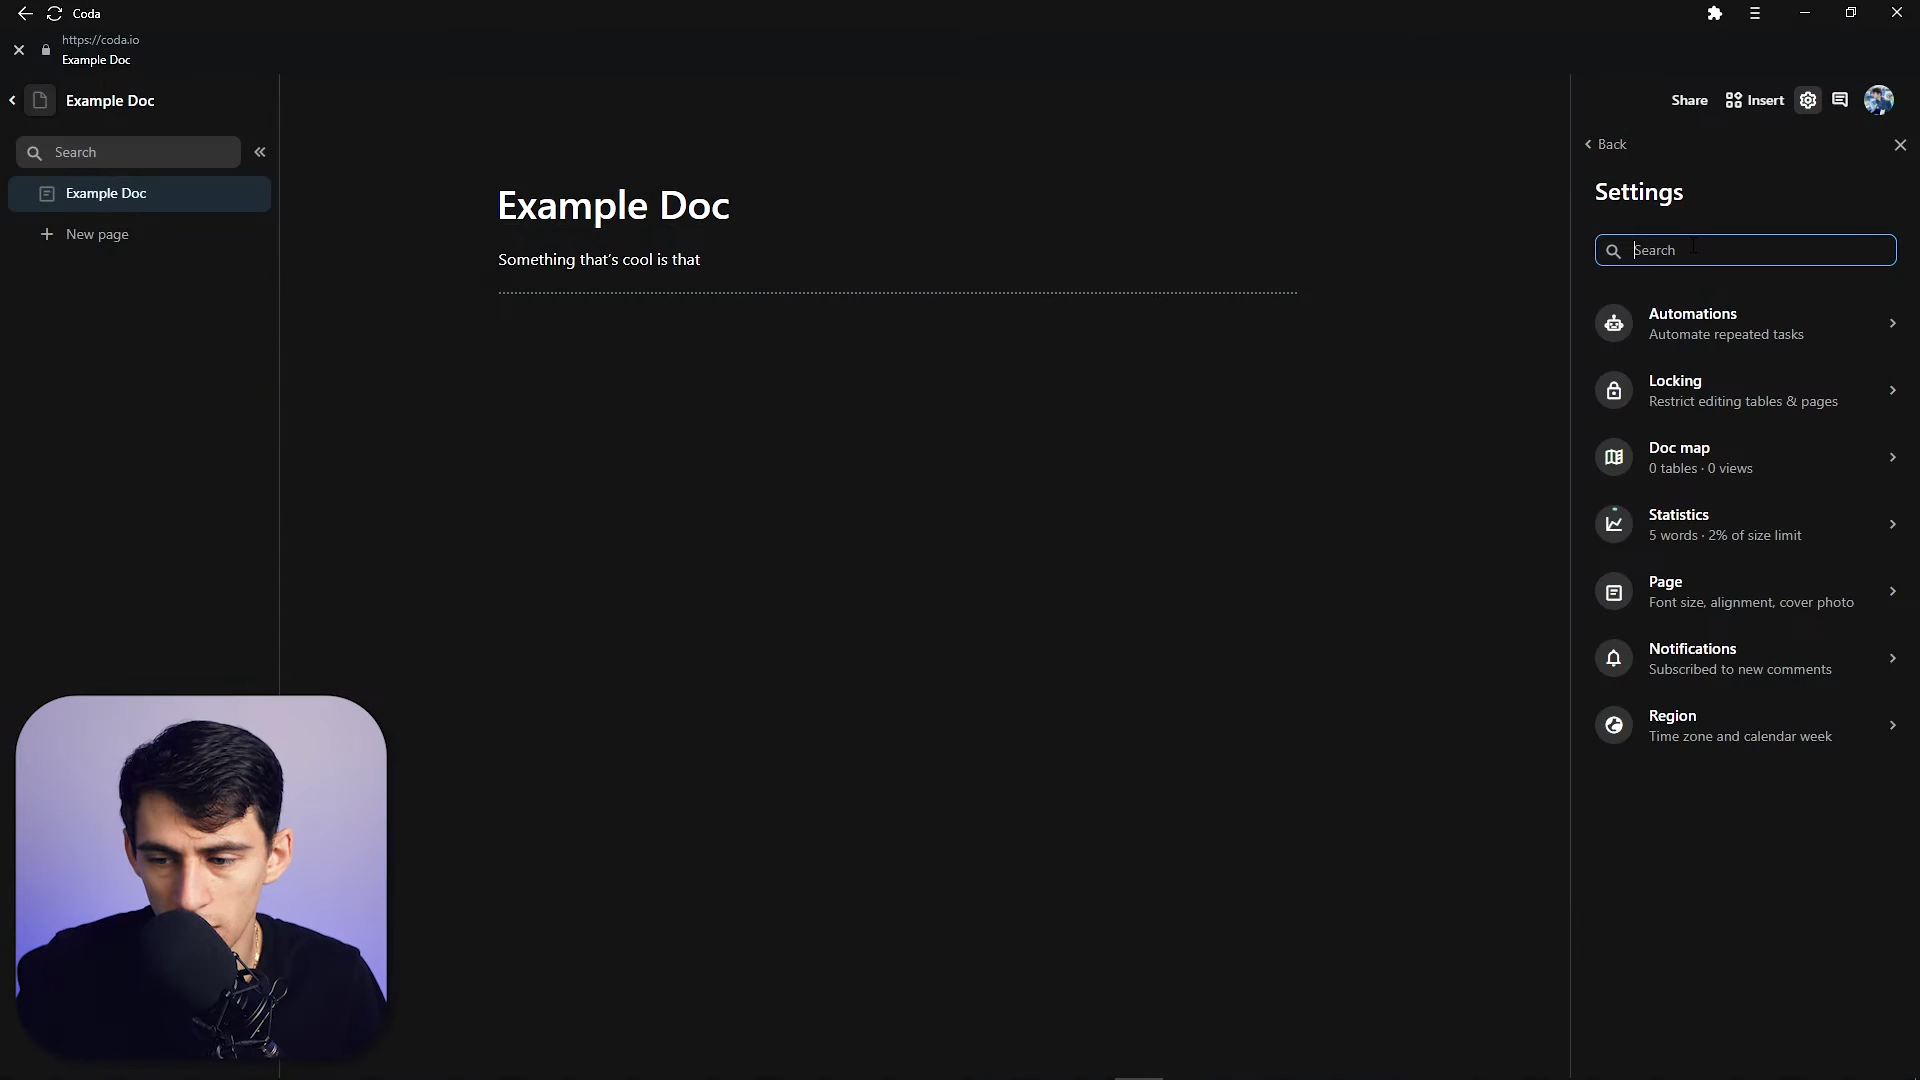 Coda
https://coda.io
Example Doc
Example Doc
Search
Example Doc
New page
Example Doc
Something that's cool is that
Share
Insert
Back
Settings
Search
Automations
Automate repeated tasks
Locking
Restrict editing tables & pages
Doc map
0 tables · 0 views
Statistics
5 words · 2% of size limit
Page
Font size, alignment, cover photo
Notifications
Subscribed to new comments
Region
Time zone and calendar week